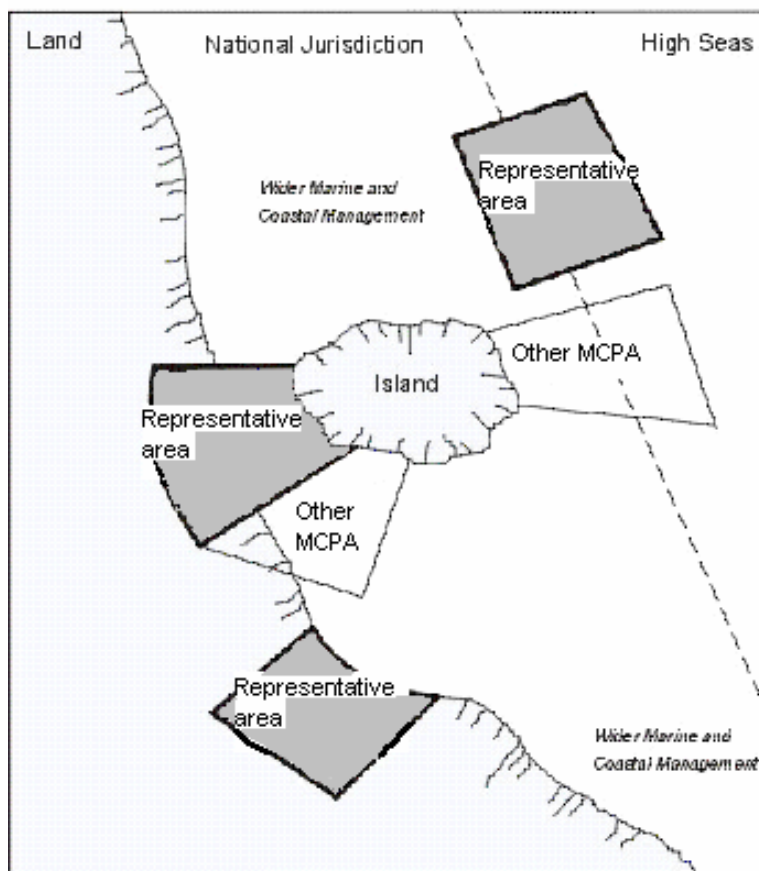 Land
National Jurisdiction
High Seas
Representative
area
Wider Marine and
Coastal Management
Other MCPA
Island
Representative
area
Other
MCPA
Representative
area
Wider Marine and
Coastal Management